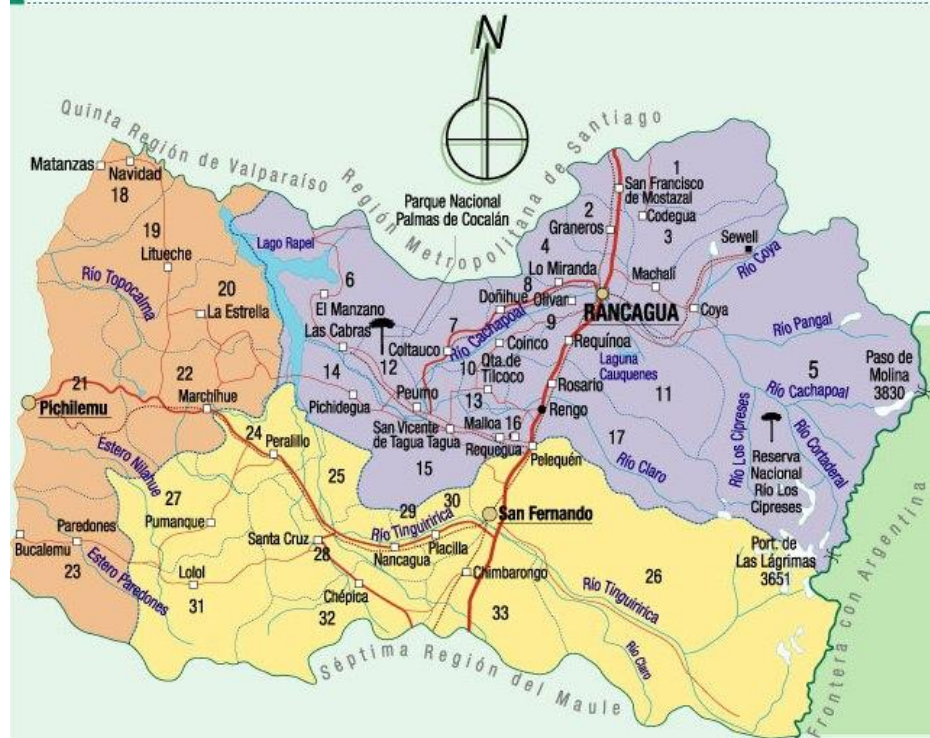 N
Quinta Región de Valparaíso
Región Metropolitana de Santiago
Parque Nacional
Palmas de Cocalán
Matanzas
Navidad
18
19
Litueche
Río Topocalma
20
La Estrella
21
Pichilemu
22
Marchihue
Estero Nilahue
Paredones
Bucalemu
23
Estero Paredones
Lago Rapel
6
El Manzano
Las Cabras
14
12
Pichidegua
Coltauco
7
Río Cachapoal
Peumo
San Vicente
de Tagua Tagua
15
1
San Francisco
de Mostazal
2
Codegua
Graneros
3
Sewell
Río Coya
4
Lo Miranda
8
Doñihue
Olivar
Machalí
RANCAGUA
Coya
9
Coinco
10
Qta. de
Tilcoco
13
Requínoa
Laguna
Cauquenes
Rosario
11
Rengo
Malloa
16
Requegua
Pelequén
17
Río Claro
Río Pangal
5
Paso de
Molina
3830
Río Cachapoal
Río Los Cipreses
Río Cortaderal
Reserva
Nacional
Río Los
Cipreses
Port. de
Las Lágrimas
3651
24
Peralillo
25
27
Pumanque
29
30
Río Tinguiririca
San Fernando
Santa Cruz
28
Nancagua
Placilla
Lolol
31
Chépica
32
Chimbarongo
33
Río Tinguiririca
26
Río Claro
Séptima Región del Maule
Frontera con Argentina